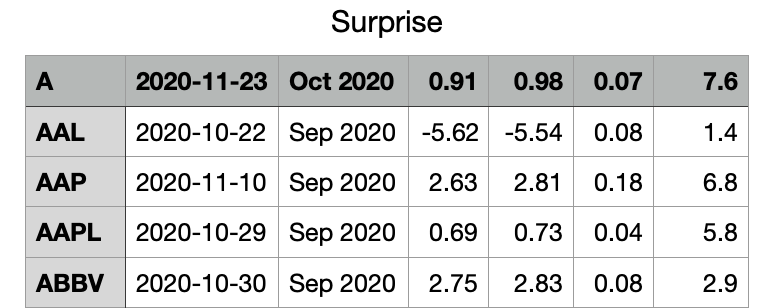 Surprise
A 2020-11-23 Oct 2020 0.91 0.98 0.07 7.6
AAL 2020-10-22 Sep 2020 -5.62 -5.54 0.08 1.4
AAP 2020-11-10 Sep 2020 2.63 2.81 0.18 6.8
AAPL 2020-10-29 Sep 2020 0.69 0.73 0.04 5.8
ABBV 2020-10-30 Sep 2020 2.75 2.83 0.08 2.9